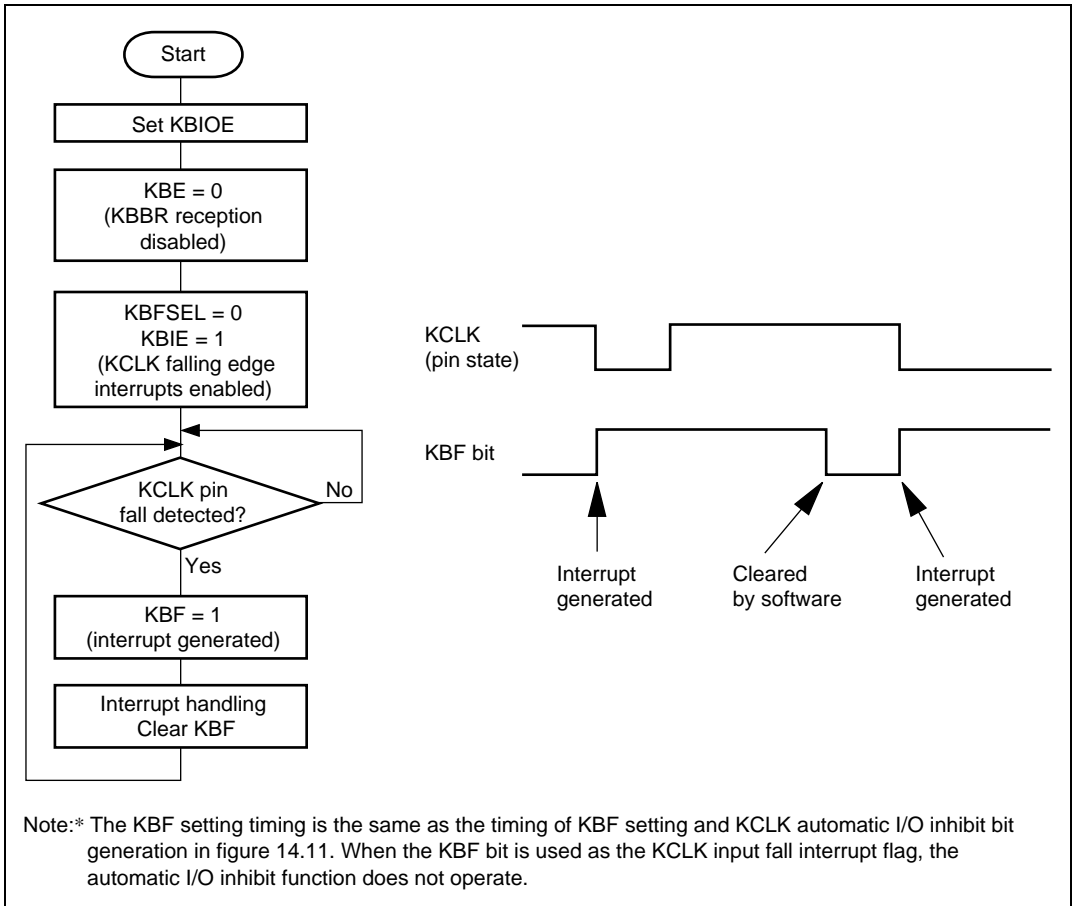 Start
Set KBIOE
KBE = 0
(KBBR reception
disabled)
KBFSEL = 0
KBIE = 1
(KCLK falling edge
interrupts enabled)
KCLK pin
fall detected?
No
Yes
KBF = 1
(interrupt generated)
Interrupt handling
Clear KBF
KCLK
(pin state)
KBF bit
Interrupt
generated
Cleared
by software
Interrupt
generated
Note:* The KBF setting timing is the same as the timing of KBF setting and KCLK automatic I/O inhibit bit
generation in figure 14.11. When the KBF bit is used as the KCLK input fall interrupt flag, the
automatic I/O inhibit function does not operate.